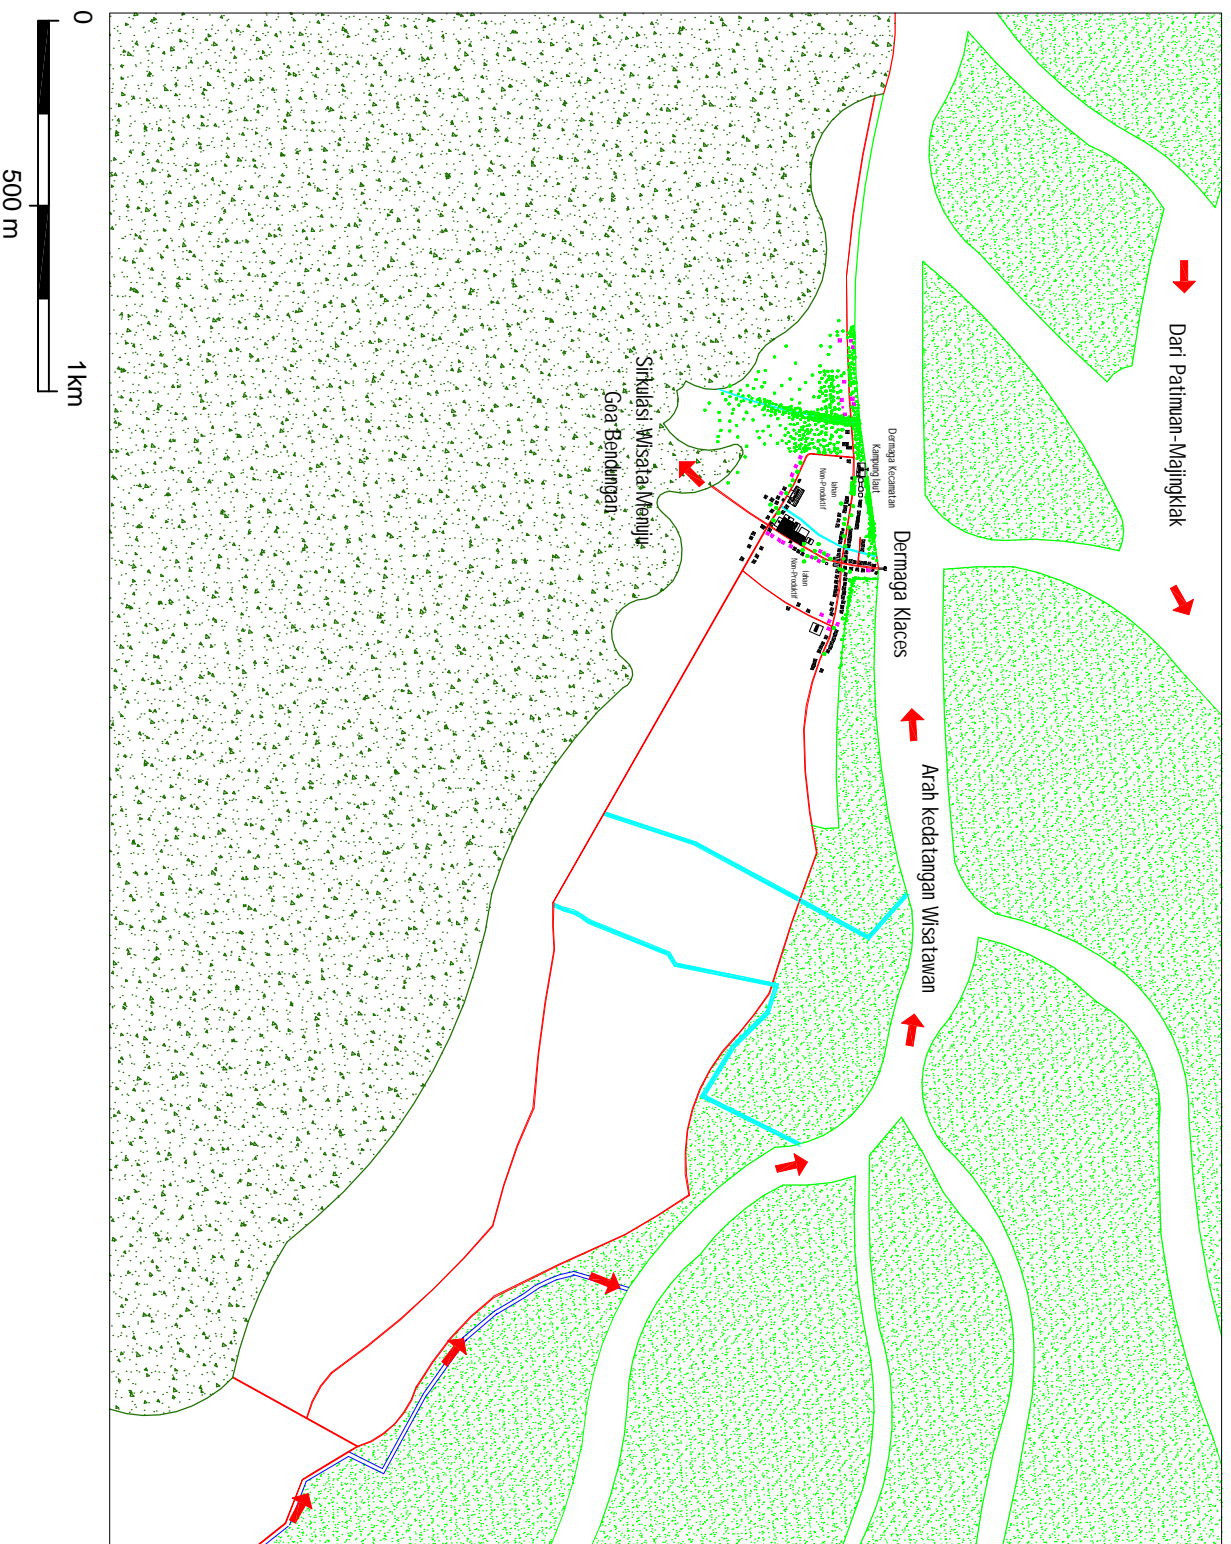 Dari Patimuan-Majingklak
Dermaga Kecamatan
Kampung laut
Dermaga Klaces
lahan
Non-Produktif
lahan
Non-Produktif
Arah kedatangan Wisatawan
Sirkulasi Wisata Menuju
Goa Bendungan
0
500 m
1km